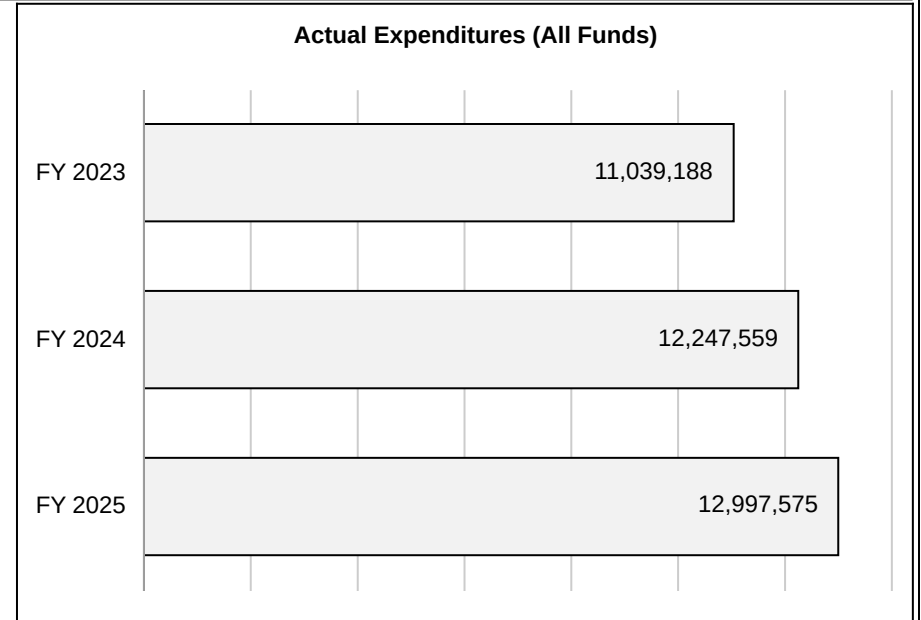 Actual Expenditures (All Funds)
FY 2023 11,039,188
FY 2024 12,247,559
FY 2025 12,997,575